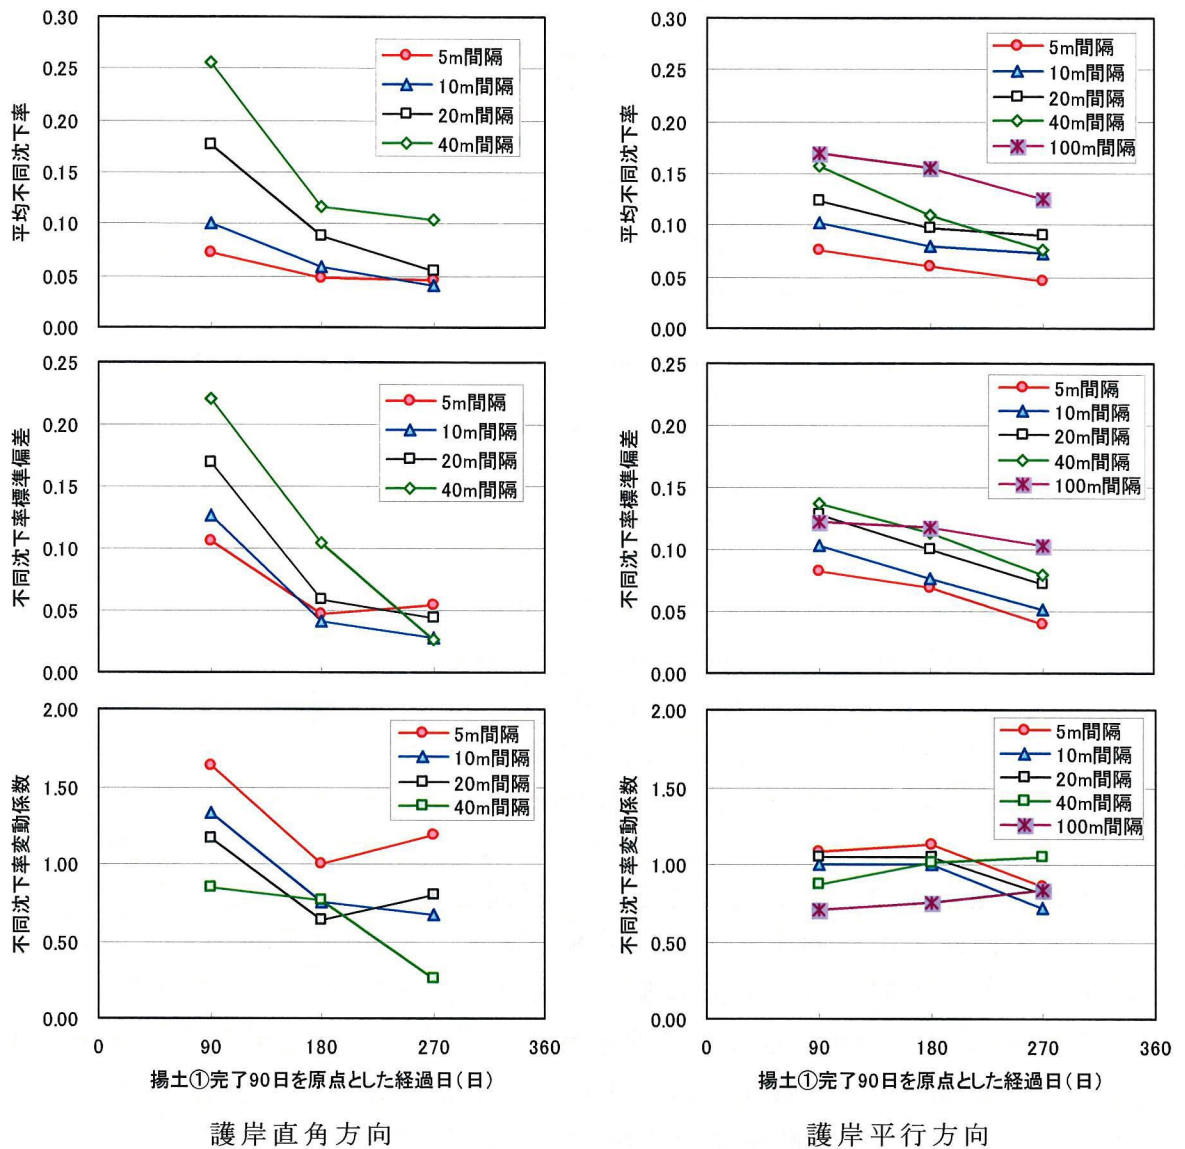 平均不同沈下率
0.30
0.25
0.20
0.15
0.10
0.05
0.00
5m間隔
10m間隔
20m間隔
40m間隔
平均不同沈下率
0.30
0.25
0.20
0.15
0.10
0.05
0.00
5m間隔
10m間隔
20m間隔
40m間隔
100m間隔
不同沈下率標準偏差
0.25
0.20
0.15
0.10
0.05
0.00
5m間隔
10m間隔
20m間隔
40m間隔
不同沈下率標準偏差
0.25
0.20
0.15
0.10
0.05
0.00
5m間隔
10m間隔
20m間隔
40m間隔
100m間隔
不同沈下率変動係数
2.00
1.50
1.00
0.50
0.00
5m間隔
10m間隔
20m間隔
40m間隔
0 90 180 270 360
揚土①完了90日を原点とした経過日(日)
護岸直角方向
不同沈下率変動係数
2.00
1.50
1.00
0.50
0.00
5m間隔
10m間隔
20m間隔
40m間隔
100m間隔
0 90 180 270 360
揚土①完了90日を原点とした経過日(日)
護岸平行方向